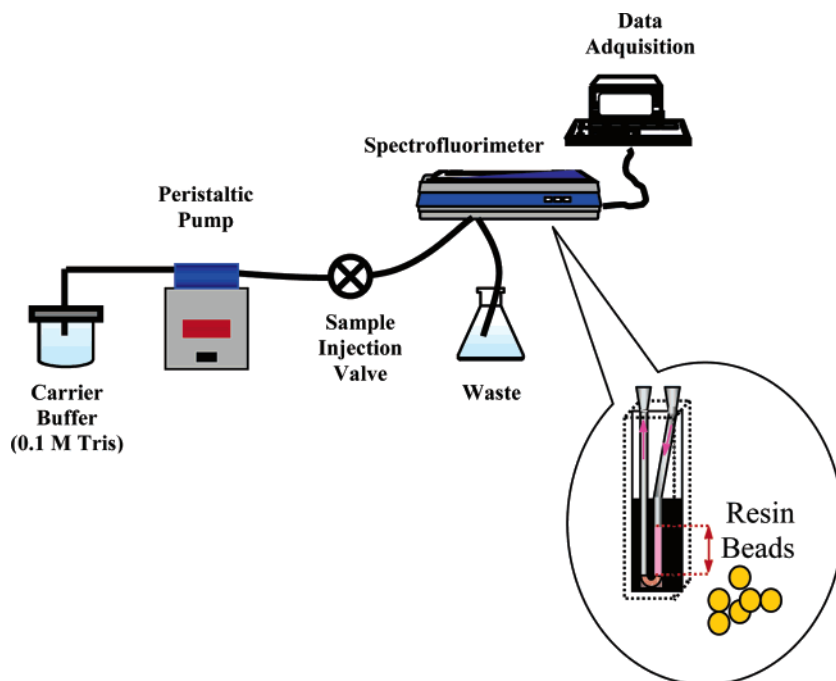 Data
Adquisition
Spectrofluorimeter
Peristaltic
Pump
Sample
Injection
Valve
Waste
Carrier
Buffer
(0.1 M Tris)
Resin
Beads